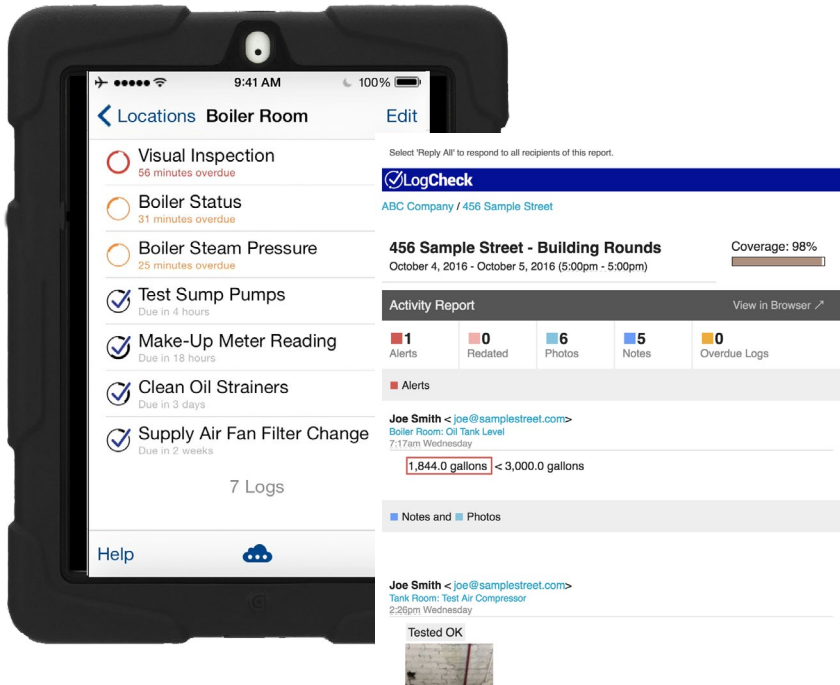 9:41 AM
100%
Locations Boiler Room Edit
Visual Inspection
56 minutes overdue
Boiler Status
31 minutes overdue
Boiler Steam Pressure
25 minutes overdue
Test Sump Pumps
Due in 4 hours
Make-Up Meter Reading
Due in 18 hours
Clean Oil Strainers
Due in 3 days
Supply Air Fan Filter Change
Due in 2 weeks
7 Logs
Help
Select 'Reply All' to respond to all recipients of this report.
LogCheck
ABC Company / 456 Sample Street
456 Sample Street - Building Rounds
October 4, 2016 - October 5, 2016 (5:00pm - 5:00pm)
Coverage: 98%
Activity Report View in Browser ↗
1 0 6 5 0
Alerts Redated Photos Notes Overdue Logs
Alerts
Joe Smith < joe@samplestreet.com>
Boiler Room: Oil Tank Level
7:17am Wednesday
1,844.0 gallons < 3,000.0 gallons
Notes and Photos
Joe Smith < joe@samplestreet.com>
Tank Room: Test Air Compressor
2:26pm Wednesday
Tested OK